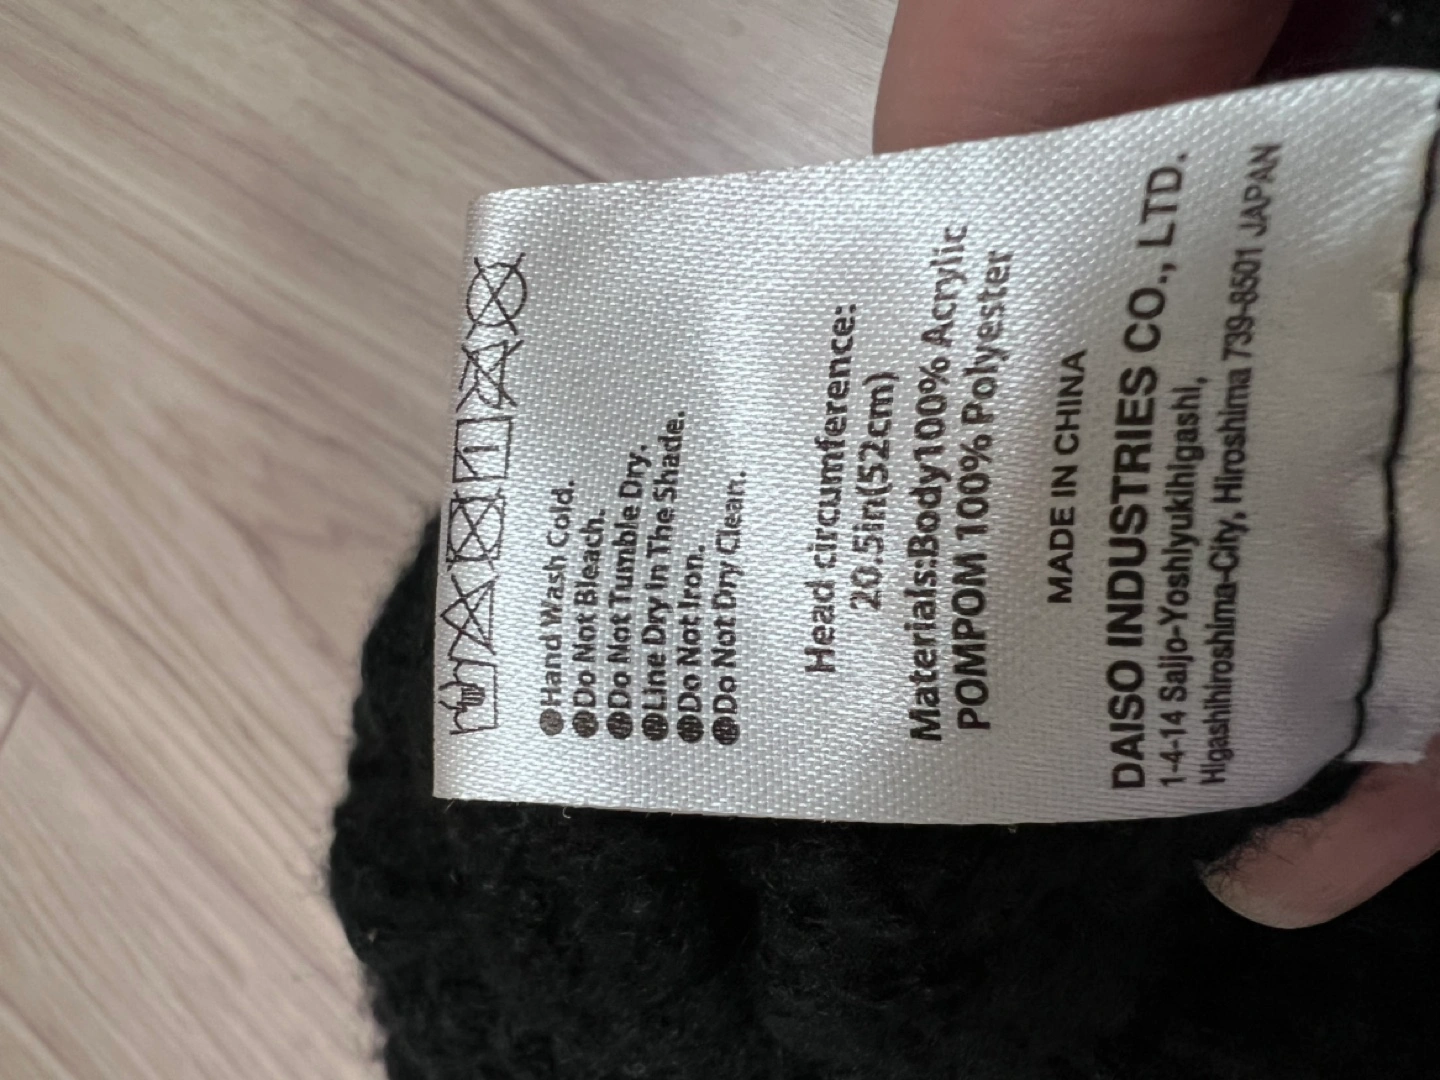 Hand Wash Cold.
Do Not Bleach.
Do Not Tumble Dry.
Line Dry In The Shade.
Do Not Iron.
Do Not Dry Clean.
Head circumference:
20.5in(52cm)
Materials:Body100% Acrylic
POMPOM 100% Polyester
MADE IN CHINA
DAISO INDUSTRIES CO., LTD.
1-4-14 Saijo-Yoshiyukihigashi,
Higashihiroshima-City, Hiroshima 739-8501 JAPAN